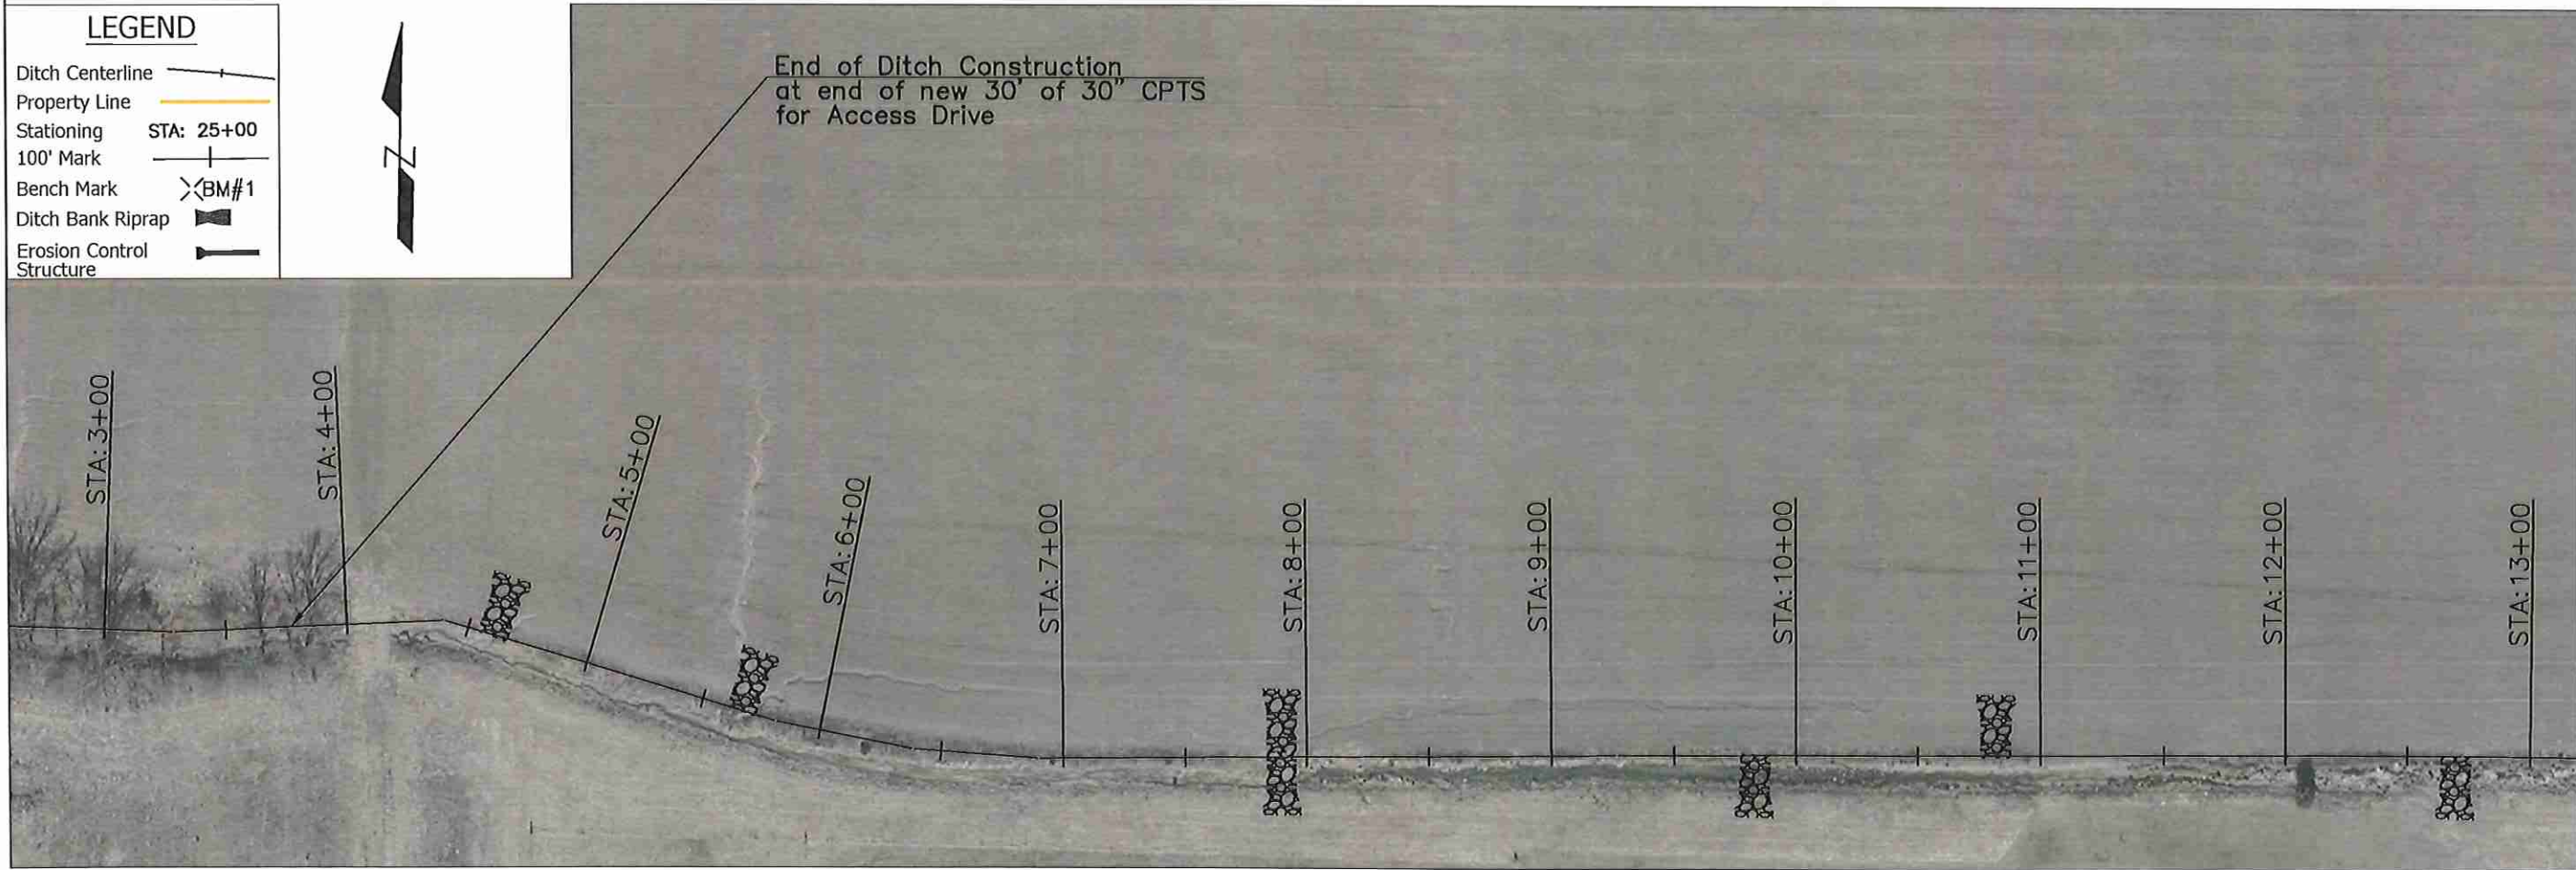 LEGEND
Ditch Centerline
Property Line
Stationing STA: 25+00
100' Mark
Bench Mark BM#1
Ditch Bank Riprap
Erosion Control
Structure
N
End of Ditch Construction
at end of new 30' of 30" CPTS
for Access Drive
STA: 3+00
STA: 4+00
STA: 5+00
STA: 6+00
STA: 7+00
STA: 8+00
STA: 9+00
STA: 10+00
STA: 11+00
STA: 12+00
STA: 13+00